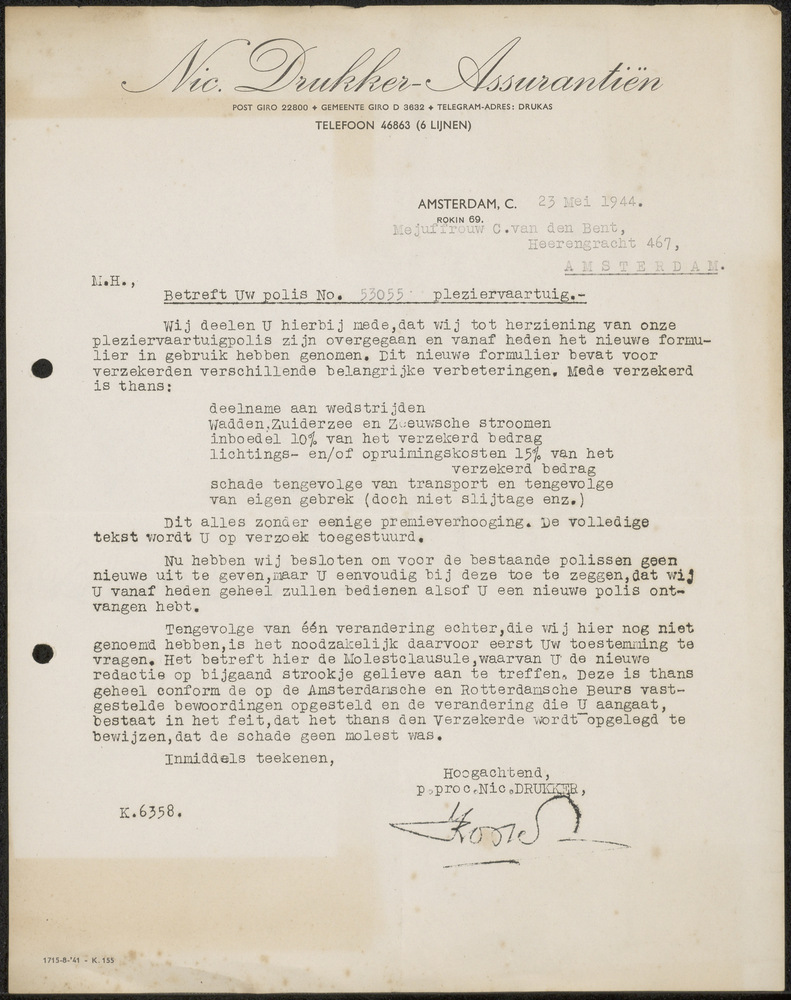 Nic. Drukker-Assurantiën
POST GIRO 22800 + GEMEENTE GIRO D 3632 + TELEGRAM-ADRES: DRUKAS
TELEFOON 46863 (6 LIJNEN)
AMSTERDAM, C. 23 Mei 1944.
ROKIN 69.
Mejuffrouw C.van den Bent,
Heerengracht 467,
AMSTERDAM.
M.H.,
Betreft Uw polis No. 53055 pleziervaartuig.-
Wij deelen U hierbij mede,dat wij tot herziening van onze
pleziervaartuigpolis zijn overgegaan en vanaf heden het nieuwe formu-
lier in gebruik hebben genomen. Dit nieuwe formulier bevat voor
verzekerden verschillende belangrijke verbeteringen. Mede verzekerd
is thans:
deelname aan wedstrijden
Wadden,Zuiderzee en Zeeuwsche stroomen
inboedel 10% van het verzekerd bedrag
lichtings- en/of opruimingskosten 15% van het
verzekerd bedrag
schade tengevolge van transport en tengevolge
van eigen gebrek (doch niet slijtage enz.)
Dit alles zonder eenige premieverhooging. De volledige
tekst wordt U op verzoek toegestuurd.
Nu hebben wij besloten om voor de bestaande polissen geen
nieuwe uit te geven,maar U eenvoudig bij deze toe te zeggen,dat wij
U vanaf heden geheel zullen bedienen alsof U een nieuwe polis ont-
vangen hebt.
Tengevolge van één verandering echter,die wij hier nog niet
genoemd hebben,is het noodzakelijk daarvoor eerst Uw toestemming te
vragen. Het betreft hier de Molestclausule,waarvan U de nieuwe
redactie op bijgaand strookje gelieve aan te treffen. Deze is thans
geheel conform de op de Amsterdamsche en Rotterdamsche Beurs vast-
gestelde bewoordingen opgesteld en de verandering die U aangaat,
bestaat in het feit,dat het thans den Verzekerde wordt opgelegd te
bewijzen,dat de schade geen molest was.
Inmiddels teekenen,
Hoogachtend,
p.proc.Nic.DRUKKER,
K.6358.
1715-8-'41 - K. 155